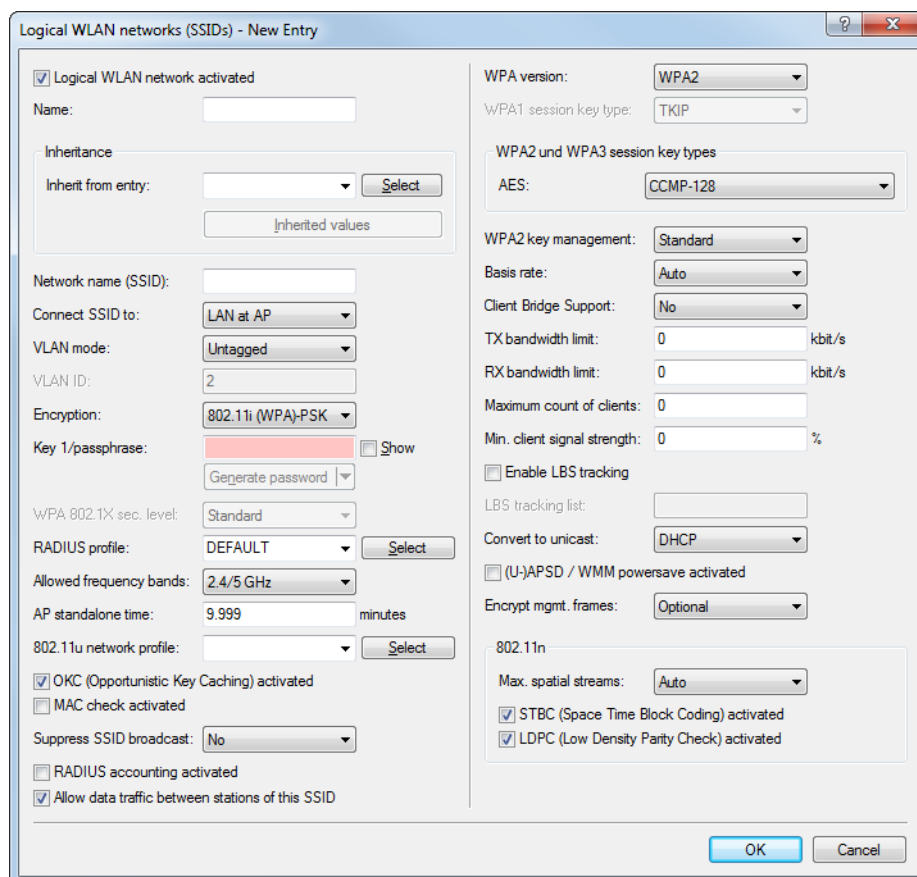 Logical WLAN networks (SSIDs) - New Entry
?
Logical WLAN network activated
Name:
Inheritance
Inherit from entry:
Select
Inherited values
Network name (SSID):
Connect SSID to:
LAN at AP
VLAN mode:
Untagged
VLAN ID:
2
Encryption:
802.11i (WPA)-PSK
Key 1/passphrase:
Show
Generate password
WPA 802.1X sec. level:
Standard
RADIUS profile:
DEFAULT
Select
Allowed frequency bands:
2.4/5 GHz
AP standalone time:
9.999
minutes
802.11u network profile:
Select
OKC (Opportunistic Key Caching) activated
MAC check activated
Suppress SSID broadcast:
No
RADIUS accounting activated
Allow data traffic between stations of this SSID
WPA version:
WPA2
WPA1 session key type:
TKIP
WPA2 und WPA3 session key types
AES:
CCMP-128
WPA2 key management:
Standard
Basis rate:
Auto
Client Bridge Support:
No
TX bandwidth limit:
0
kbit/s
RX bandwidth limit:
0
kbit/s
Maximum count of clients:
0
Min. client signal strength:
0
%
Enable LBS tracking
LBS tracking list:
Convert to unicast:
DHCP
(U-)APSD / WMM powersave activated
Encrypt mgmt. frames:
Optional
802.11n
Max. spatial streams:
Auto
STBC (Space Time Block Coding) activated
LDPC (Low Density Parity Check) activated
OK
Cancel